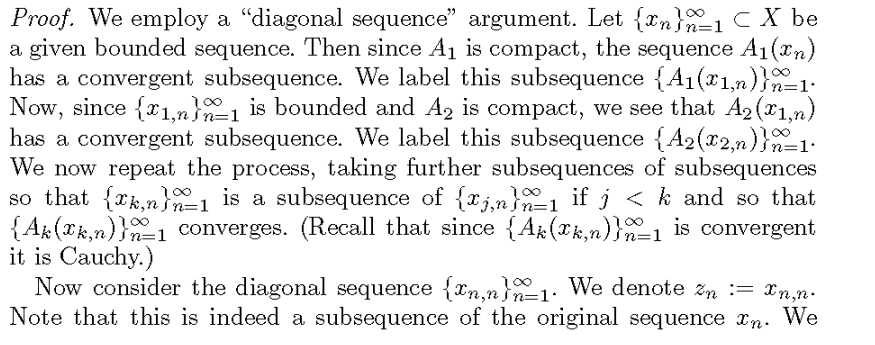 Proof. We employ a “diagonal sequence” argument. Let {x_n}_{n=1}^∞ ⊂ X be
a given bounded sequence. Then since A_1 is compact, the sequence A_1(x_n)
has a convergent subsequence. We label this subsequence {A_1(x_{1,n})}_{n=1}^∞.
Now, since {x_{1,n}}_{n=1}^∞ is bounded and A_2 is compact, we see that A_2(x_{1,n})
has a convergent subsequence. We label this subsequence {A_2(x_{2,n})}_{n=1}^∞.
We now repeat the process, taking further subsequences of subsequences
so that {x_{k,n}}_{n=1}^∞ is a subsequence of {x_{j,n}}_{n=1}^∞ if j < k and so that
{A_k(x_{k,n})}_{n=1}^∞ converges. (Recall that since {A_k(x_{k,n})}_{n=1}^∞ is convergent
it is Cauchy.)
Now consider the diagonal sequence {x_{n,n}}_{n=1}^∞. We denote z_n := x_{n,n}.
Note that this is indeed a subsequence of the original sequence x_n. We